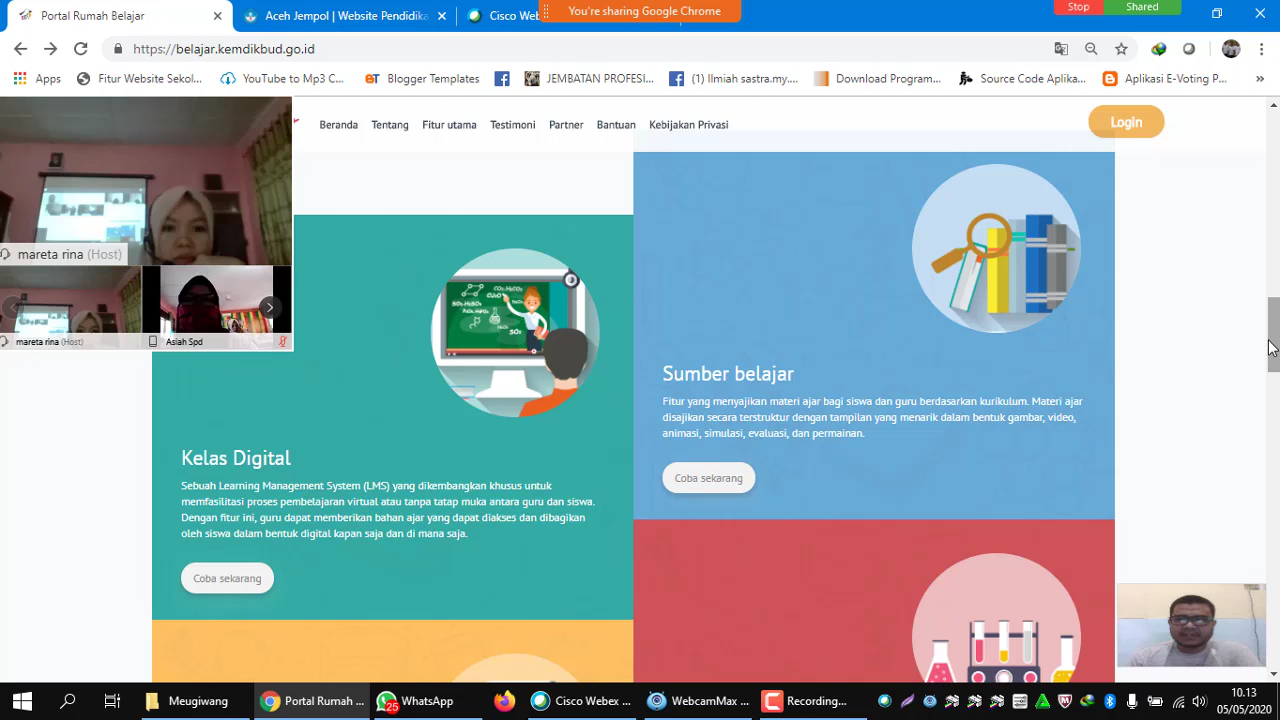 Portal Rumah Belajar
Aceh Jempol | Website Pendidika
Cisco Web
You're sharing Google Chrome
Stop
Shared
https://belajar.kemdikbud.go.id
Apps
Fitur Website Sekol...
YouTube to Mp3 C...
Blogger Templates
JEMBATAN PROFESI...
(1) Ilmiah sastra.my....
Download Program...
Source Code Aplika...
Aplikasi E-Voting P...
Beranda
Tentang
Fitur utama
Testimoni
Partner
Bantuan
Kebijakan Privasi
Login
mareta rina (Host)
mareta rina (Host)
Asiah Spd
Sumber belajar
Fitur yang menyajikan materi ajar bagi siswa dan guru berdasarkan kurikulum. Materi ajar
disajikan secara terstruktur dengan tampilan yang menarik dalam bentuk gambar, video,
animasi, simulasi, evaluasi, dan permainan.
Coba sekarang
Kelas Digital
Sebuah Learning Management System (LMS) yang dikembangkan khusus untuk
memfasilitasi proses pembelajaran virtual atau tanpa tatap muka antara guru dan siswa.
Dengan fitur ini, guru dapat memberikan bahan ajar yang dapat diakses dan dibagikan
oleh siswa dalam bentuk digital kapan saja dan di mana saja.
Coba sekarang
Meugiwang
Portal Rumah ...
25
WhatsApp
Cisco Webex ...
WebcamMax ...
Recording...
10.13
05/05/2020